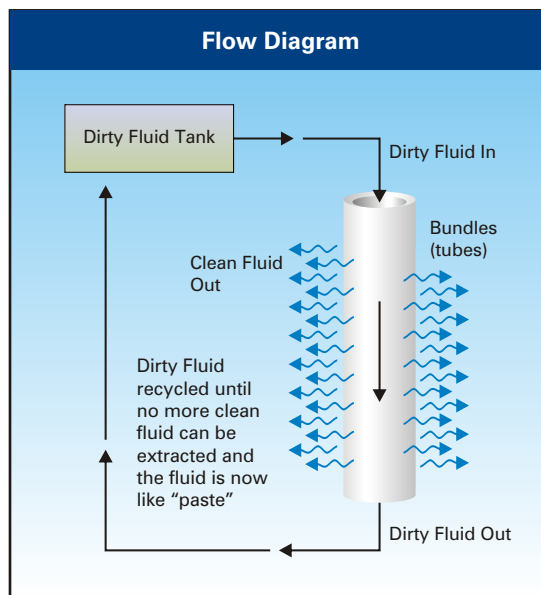 Flow Diagram
Dirty Fluid Tank
Dirty Fluid In
Bundles
(tubes)
Clean Fluid
Out
Dirty Fluid
recycled until
no more clean
fluid can be
extracted and
the fluid is now
like “paste”
Dirty Fluid Out